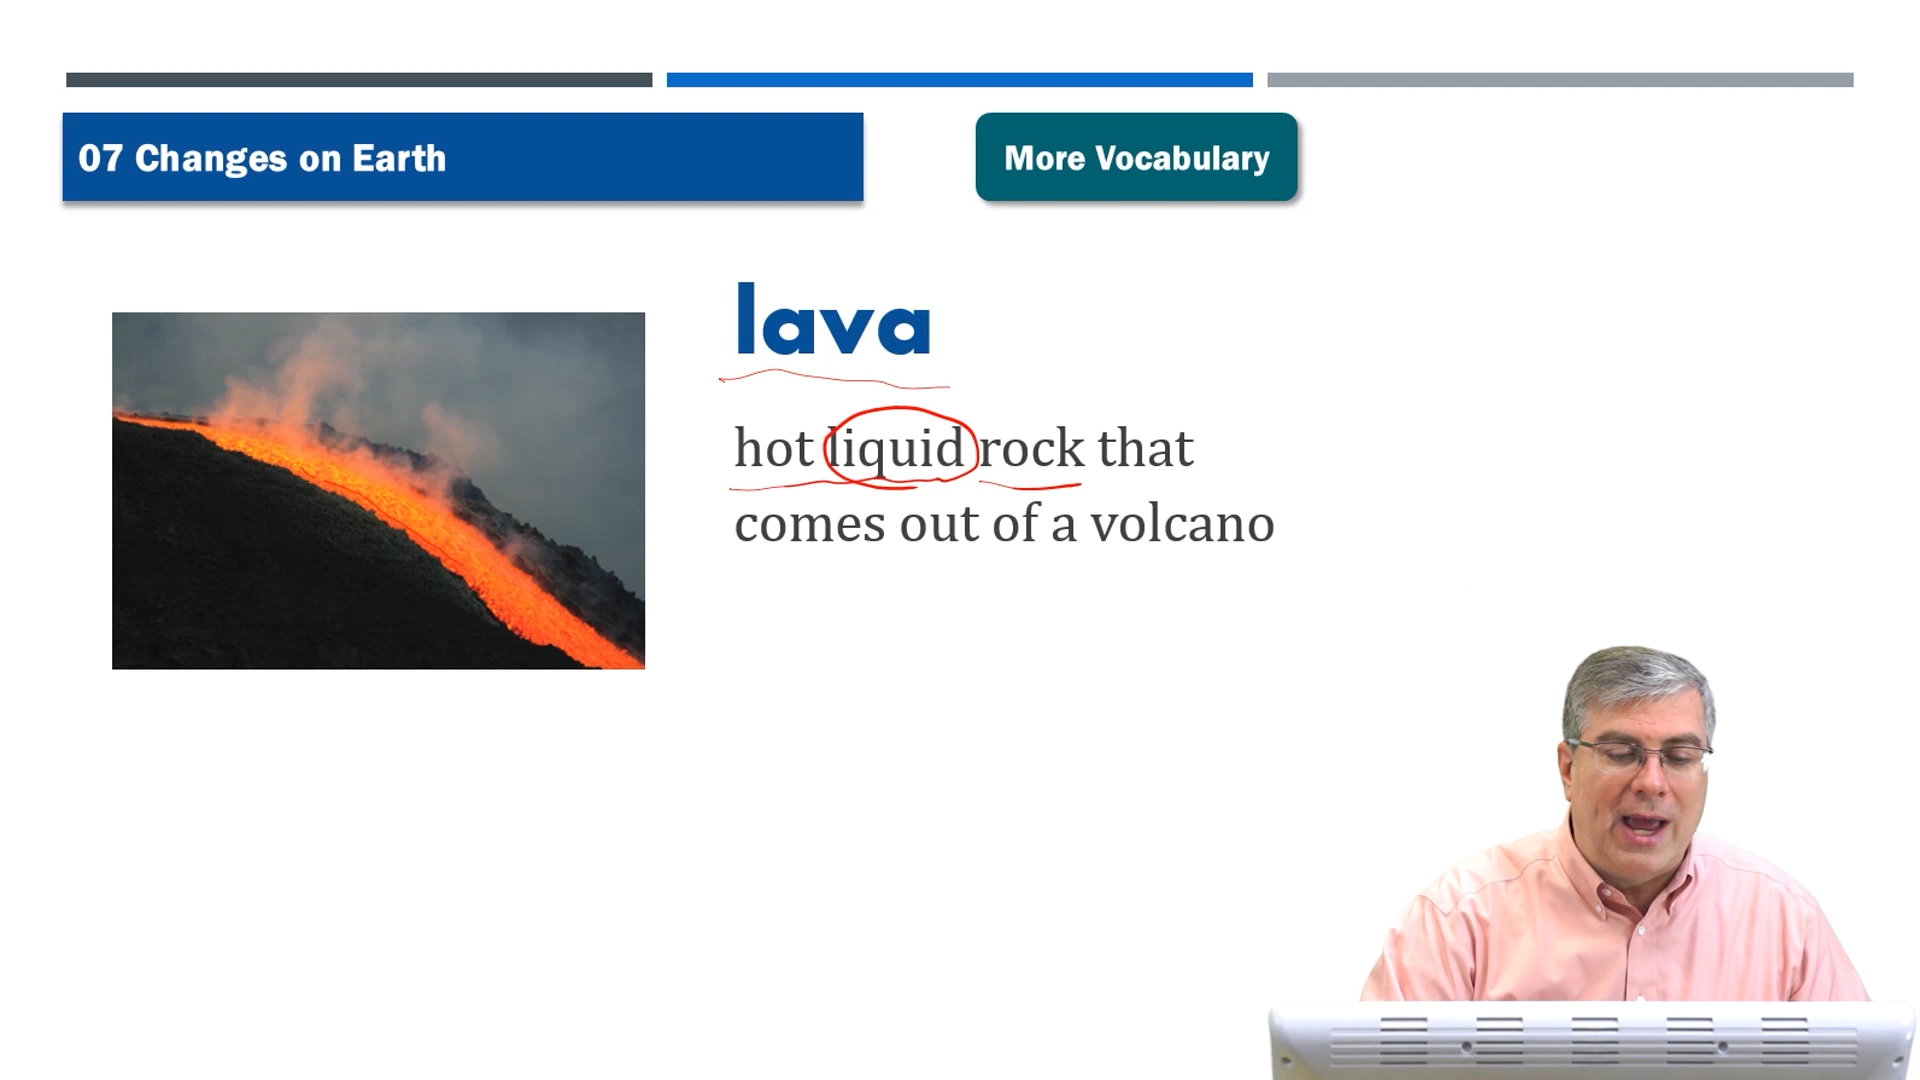 07 Changes on Earth
More Vocabulary
lava
hot liquid rock that
comes out of a volcano